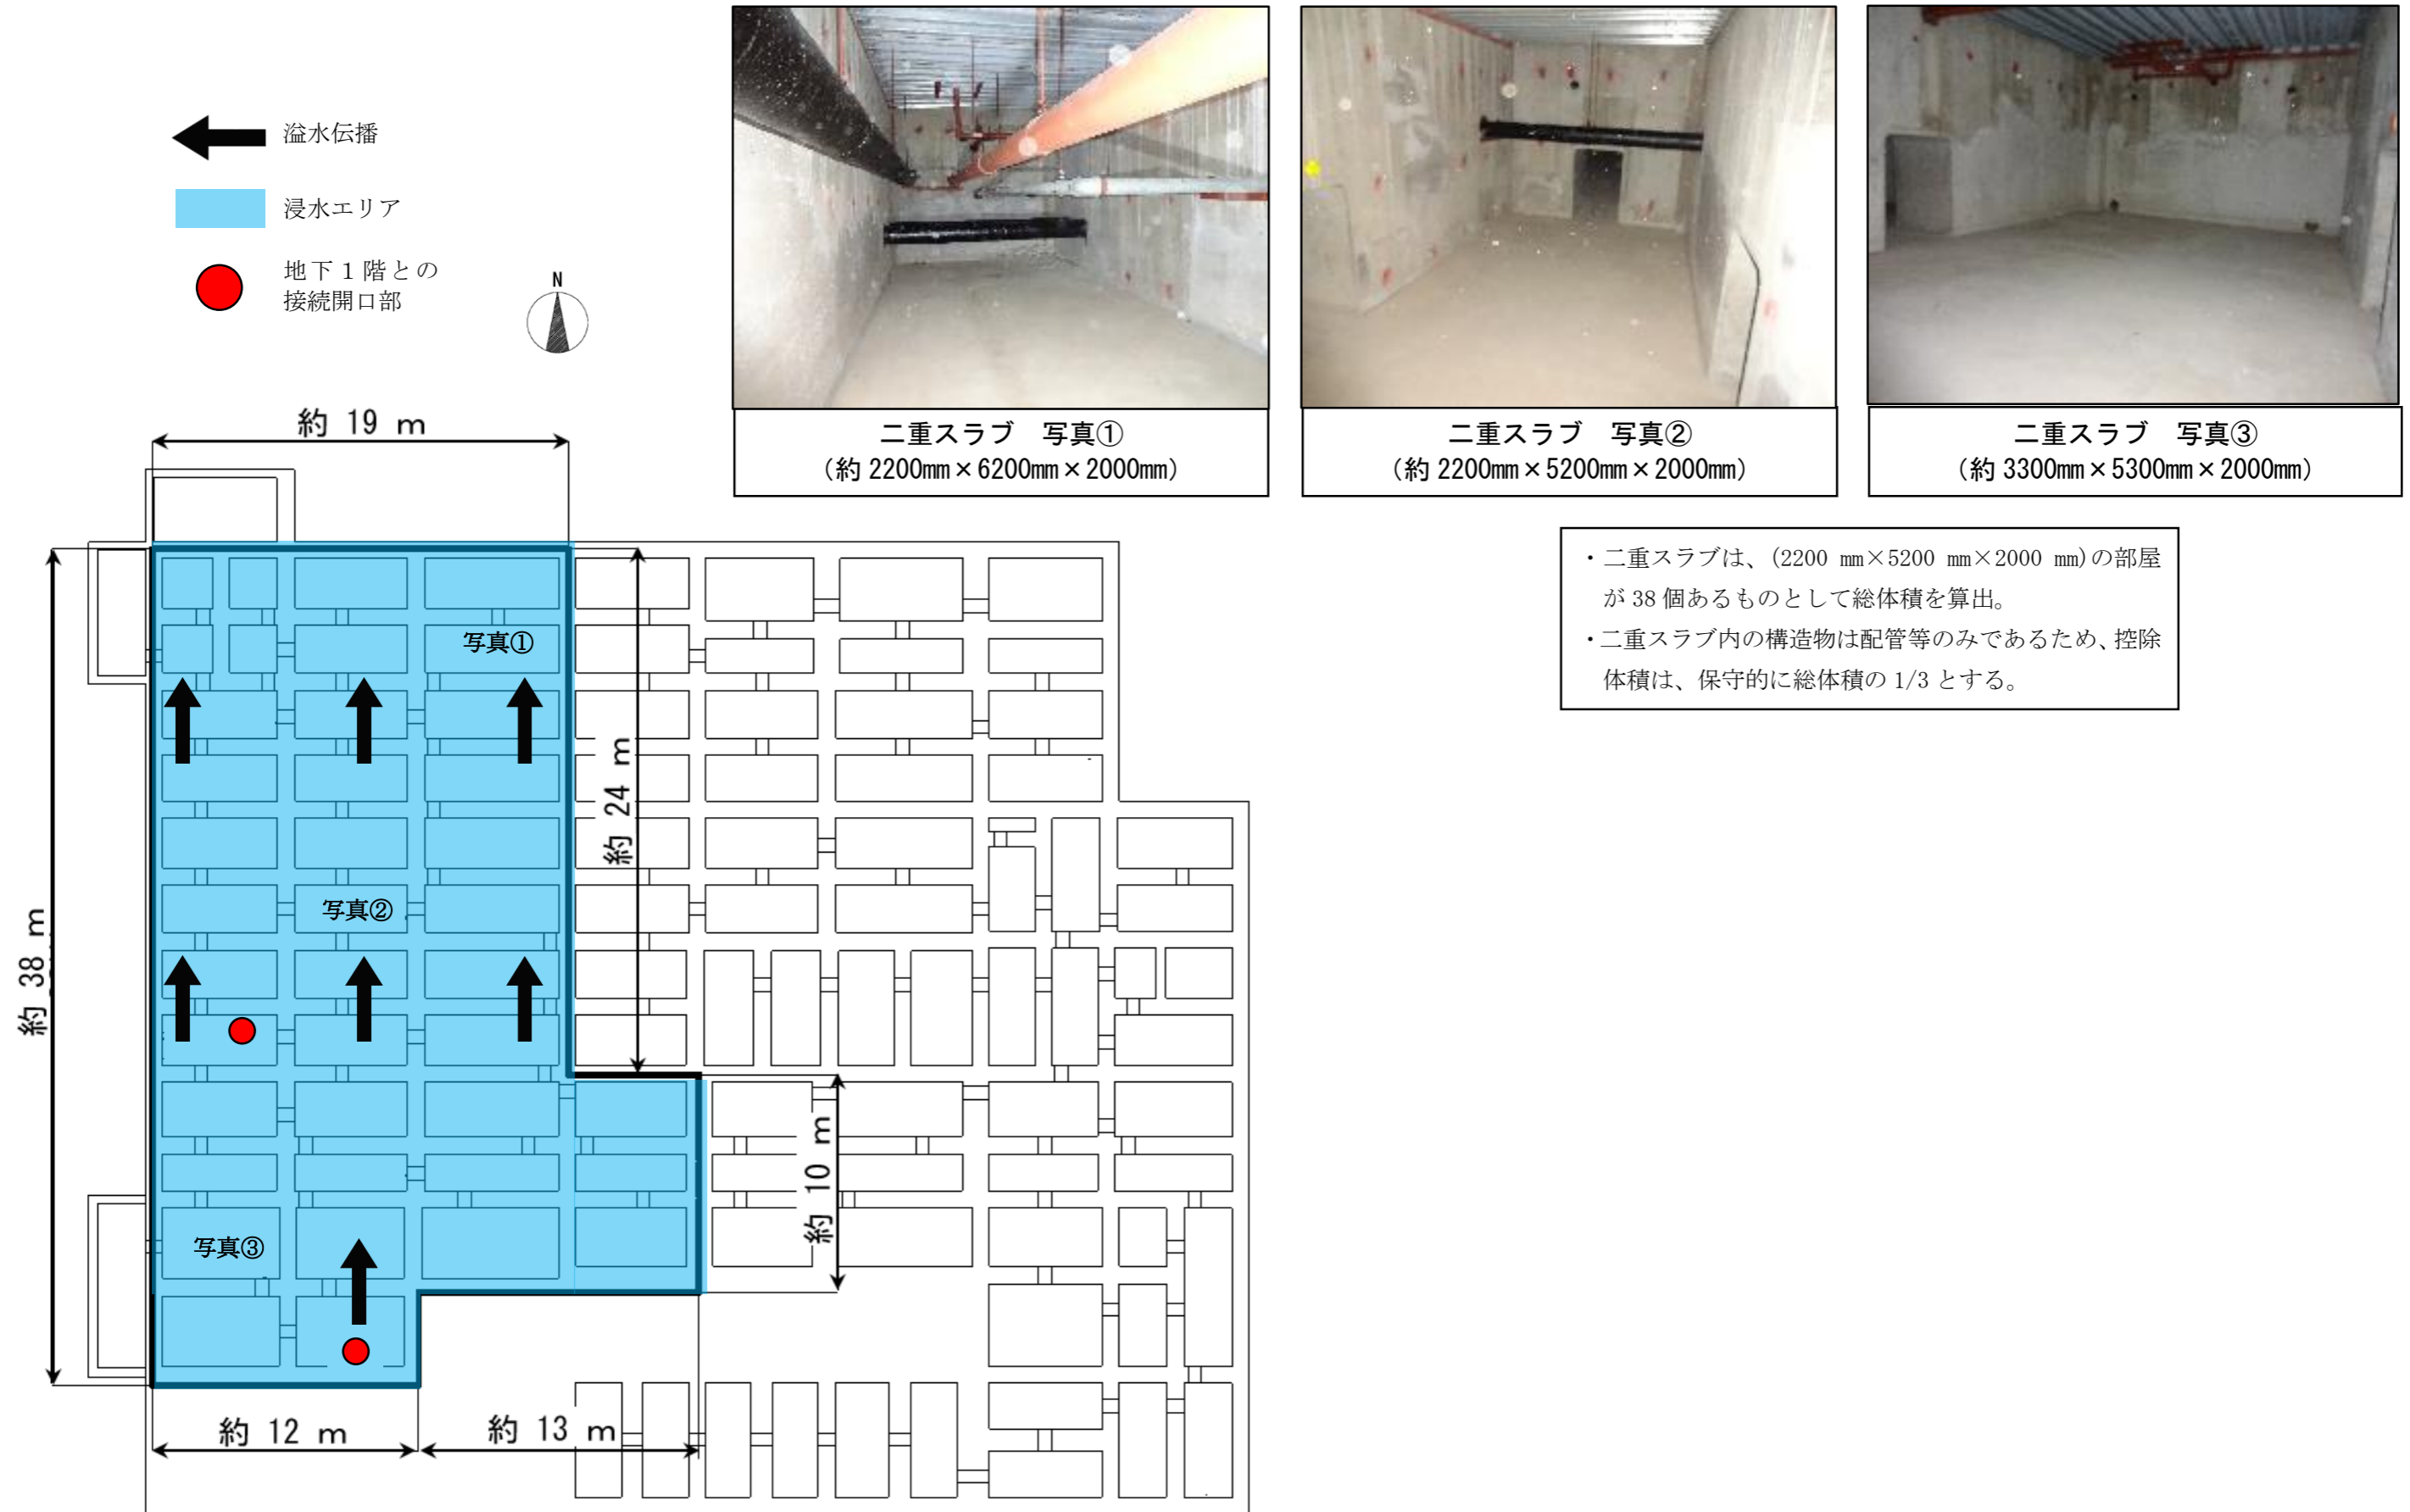 溢水伝播
浸水エリア
地下1階との
接続開口部
N
二重スラブ 写真①
(約 2200mm×6200mm×2000mm)
二重スラブ 写真②
(約 2200mm×5200mm×2000mm)
二重スラブ 写真③
(約 3300mm×5300mm×2000mm)
・二重スラブは、(2200 mm×5200 mm×2000 mm)の部屋
が 38 個あるものとして総体積を算出。
・二重スラブ内の構造物は配管等のみであるため、控除
体積は、保守的に総体積の 1/3 とする。
約 19 m
写真①
約 24 m
写真②
約 38 m
約 10 m
写真③
約 12 m
約 13 m